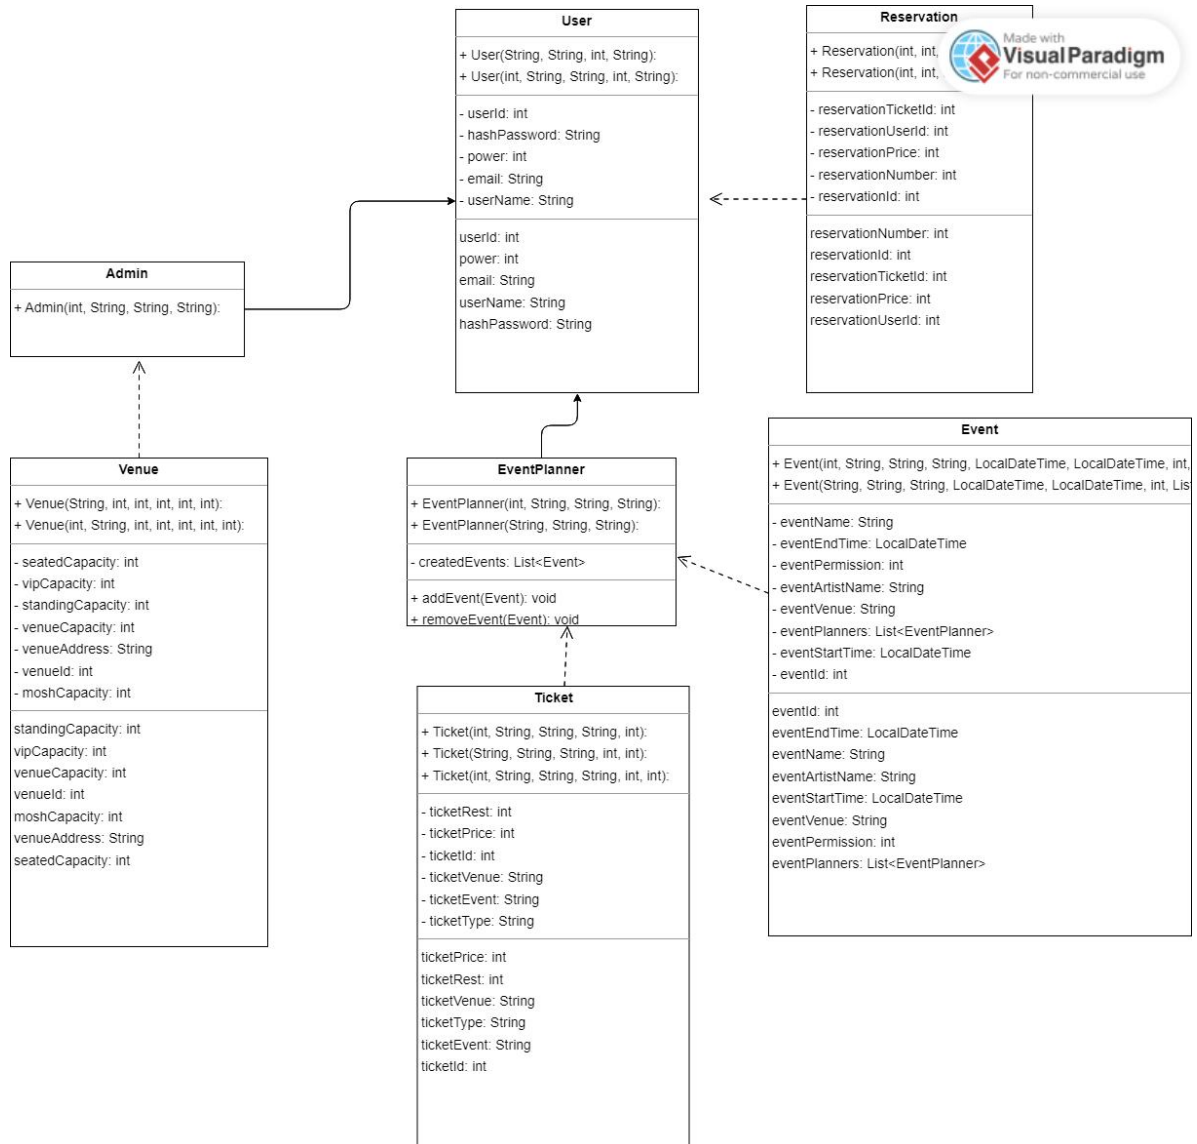 User
+ User(String, String, int, String):
+ User(int, String, String, int, String):
- userId: int
- hashPassword: String
- power: int
- email: String
- userName: String
userId: int
power: int
email: String
userName: String
hashPassword: String
Reservation
+ Reservation(int, int,
+ Reservation(int, int,
- reservationTicketId: int
- reservationUserId: int
- reservationPrice: int
- reservationNumber: int
- reservationId: int
reservationNumber: int
reservationId: int
reservationTicketId: int
reservationPrice: int
reservationUserId: int
Made with
Visual Paradigm
For non-commercial use
Admin
+ Admin(int, String, String, String):
Venue
+ Venue(String, int, int, int, int, int):
+ Venue(int, String, int, int, int, int, int):
- seatedCapacity: int
- vipCapacity: int
- standingCapacity: int
- venueCapacity: int
- venueAddress: String
- venueId: int
- moshCapacity: int
standingCapacity: int
vipCapacity: int
venueCapacity: int
venueId: int
moshCapacity: int
venueAddress: String
seatedCapacity: int
EventPlanner
+ EventPlanner(int, String, String, String):
+ EventPlanner(String, String, String):
- createdEvents: List<Event>
+ addEvent(Event): void
+ removeEvent(Event): void
Event
+ Event(int, String, String, String, LocalDateTime, LocalDateTime, int,
+ Event(String, String, String, LocalDateTime, LocalDateTime, int, Lis
- eventName: String
- eventEndTime: LocalDateTime
- eventPermission: int
- eventArtistName: String
- eventVenue: String
- eventPlanners: List<EventPlanner>
- eventStartTime: LocalDateTime
- eventId: int
eventId: int
eventEndTime: LocalDateTime
eventName: String
eventArtistName: String
eventStartTime: LocalDateTime
eventVenue: String
eventPermission: int
eventPlanners: List<EventPlanner>
Ticket
+ Ticket(int, String, String, String, int):
+ Ticket(String, String, String, int, int):
+ Ticket(int, String, String, String, int, int):
- ticketRest: int
- ticketPrice: int
- ticketId: int
- ticketVenue: String
- ticketEvent: String
- ticketType: String
ticketPrice: int
ticketRest: int
ticketVenue: String
ticketType: String
ticketEvent: String
ticketId: int